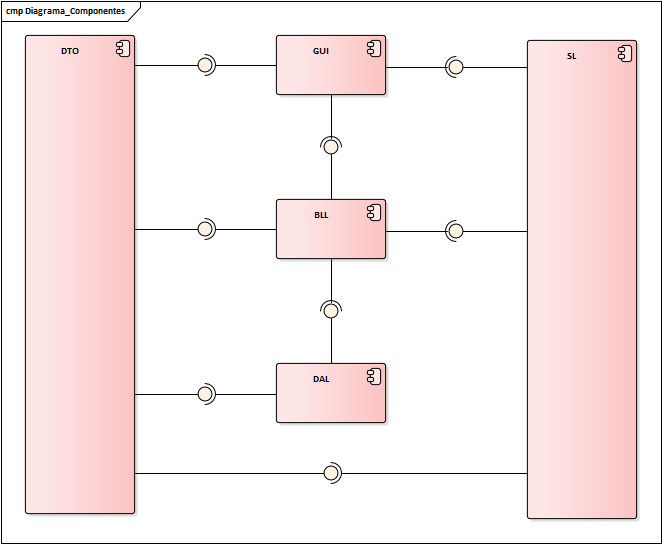 cmp Diagrama_Componentes
DTO
GUI
SL
BLL
DAL